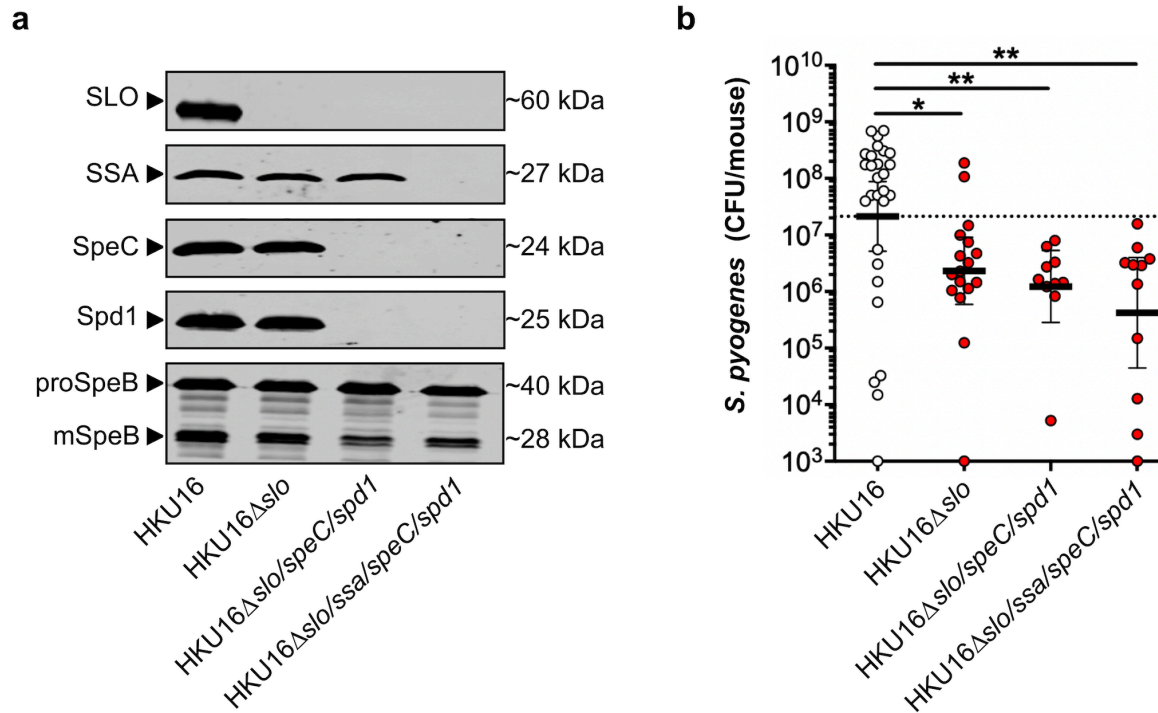 a
SLO
~60 kDa
SSA
~27 kDa
SpeC
~24 kDa
Spd1
~25 kDa
proSpeB
~40 kDa
mSpeB
~28 kDa
HKU16
HKU16Δslo
HKU16Δslo/speC/spd1
HKU16Δslo/ssa/speC/spd1
b
S. pyogenes (CFU/mouse)
10¹⁰
10⁹
10⁸
10⁷
10⁶
10⁵
10⁴
10³
**
**
*
HKU16
HKU16Δslo
HKU16Δslo/speC/spd1
HKU16Δslo/ssa/speC/spd1